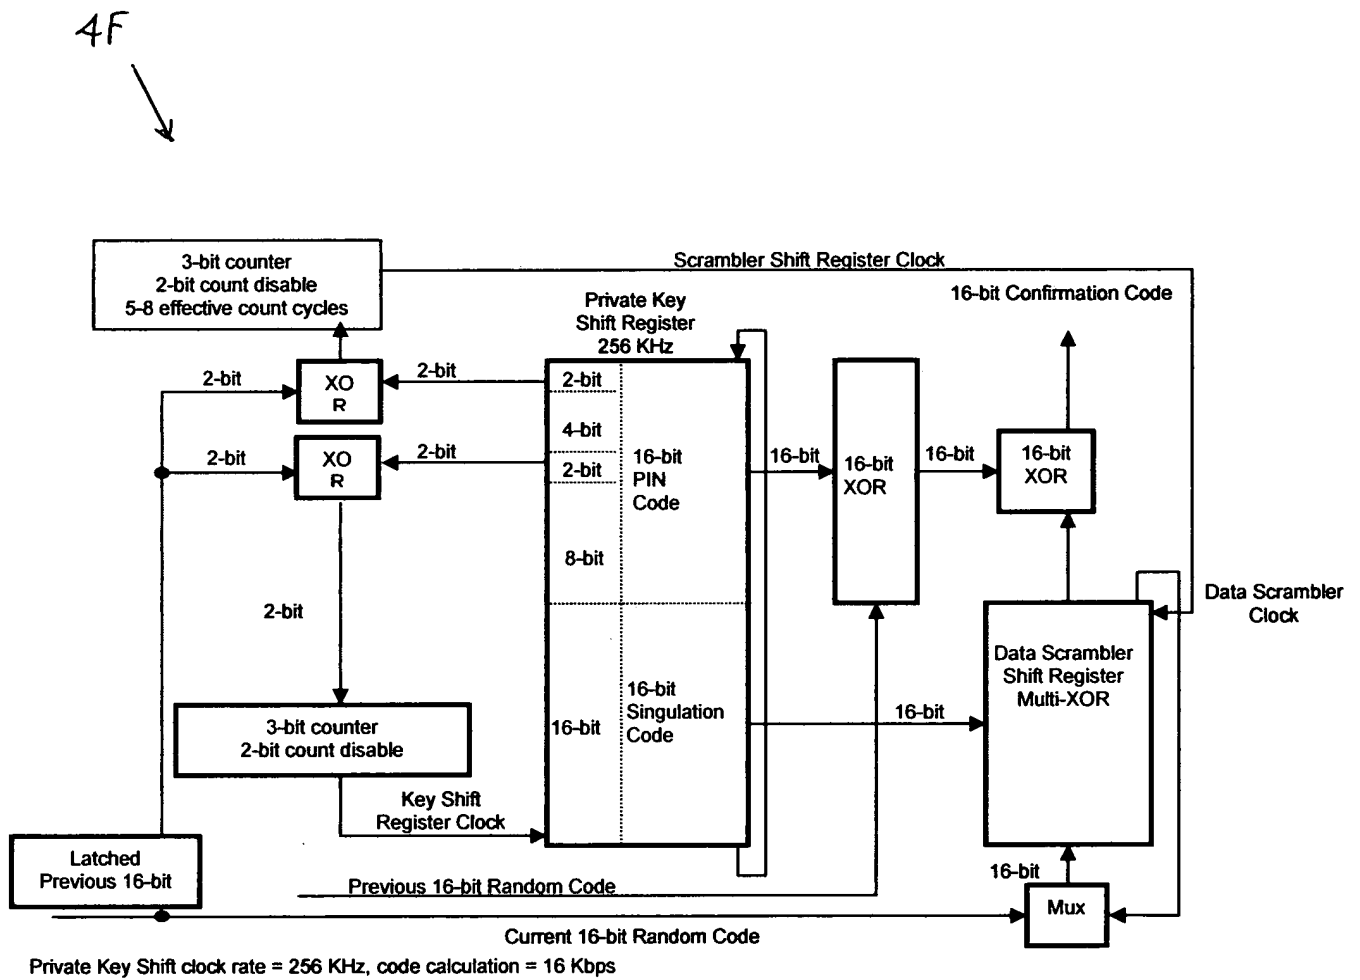 4F
3-bit counter
2-bit count disable
5-8 effective count cycles
Scrambler Shift Register Clock
16-bit Confirmation Code
Private Key
Shift Register
256 KHz
2-bit
XO
R
2-bit
2-bit
XO
R
2-bit
2-bit
4-bit
2-bit
8-bit
16-bit
PIN
Code
16-bit
16-bit
XOR
16-bit
16-bit
XOR
2-bit
Data Scrambler
Clock
Data Scrambler
Shift Register
Multi-XOR
16-bit
16-bit
Singulation
Code
16-bit
3-bit counter
2-bit count disable
Key Shift
Register Clock
Latched
Previous 16-bit
Previous 16-bit Random Code
16-bit
Mux
Current 16-bit Random Code
Private Key Shift clock rate = 256 KHz, code calculation = 16 Kbps